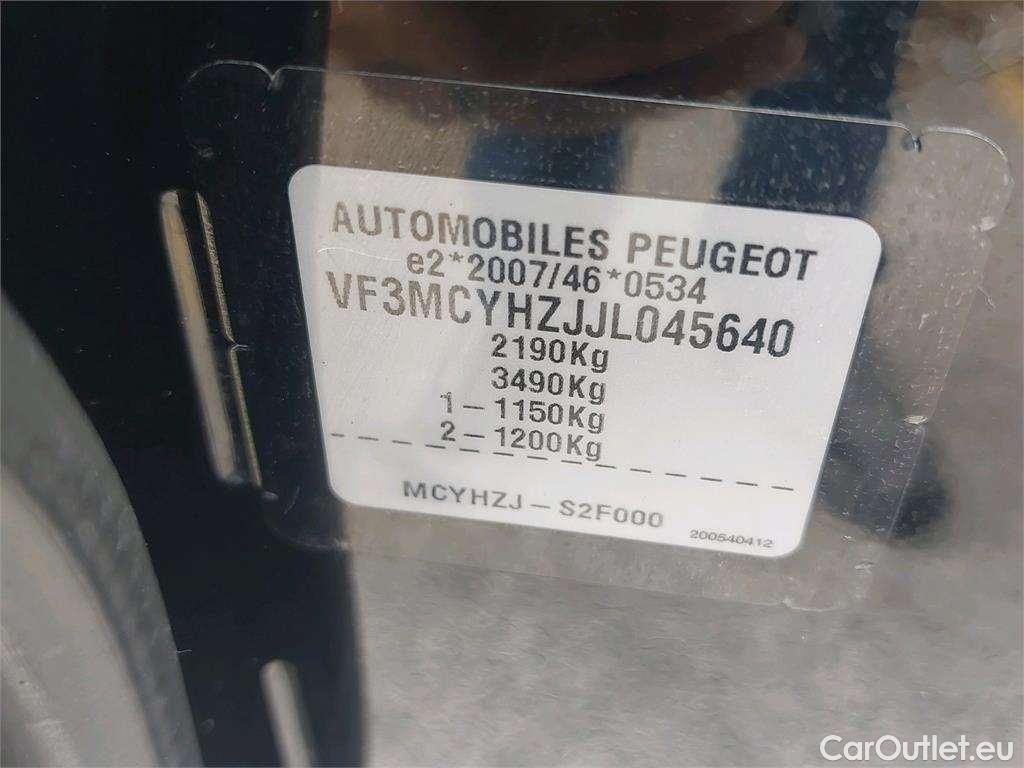 AUTOMOBILES PEUGEOT
e2*2007/46*0534
VF3MCYHZJJL045640
2190Kg
3490Kg
1-1150Kg
2-1200Kg
MCYHZJ-S2F000
200540412
CarOutlet.eu